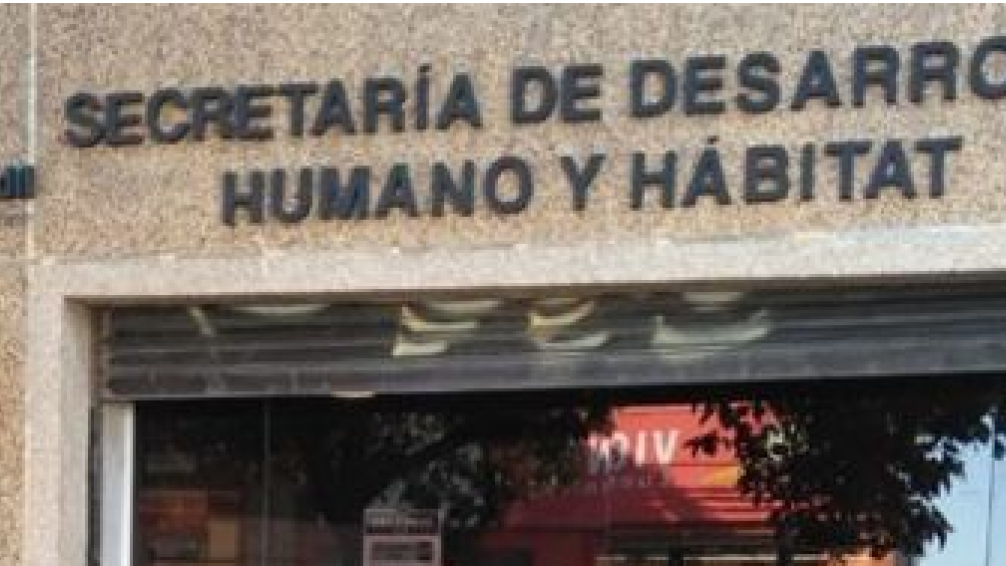 SECRETARÍA DE DESARRO
HUMANO Y HÁBITAT